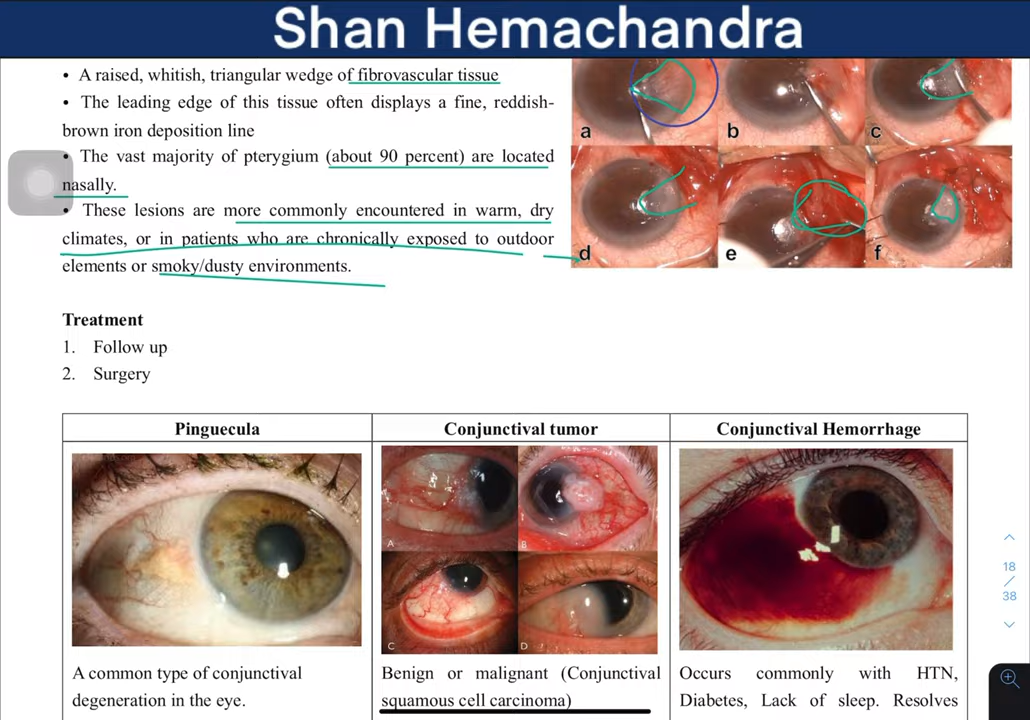 Shan Hemachandra
• A raised, whitish, triangular wedge of fibrovascular tissue
• The leading edge of this tissue often displays a fine, reddish-
brown iron deposition line
• The vast majority of pterygium (about 90 percent) are located
nasally.
• These lesions are more commonly encountered in warm, dry
climates, or in patients who are chronically exposed to outdoor
elements or smoky/dusty environments.
a b c
d e f
Treatment
1. Follow up
2. Surgery
Pinguecula
A common type of conjunctival
degeneration in the eye.
Conjunctival tumor
A B
C D
Benign or malignant (Conjunctival
squamous cell carcinoma)
Conjunctival Hemorrhage
Occurs commonly with HTN,
Diabetes, Lack of sleep. Resolves
18
/
38